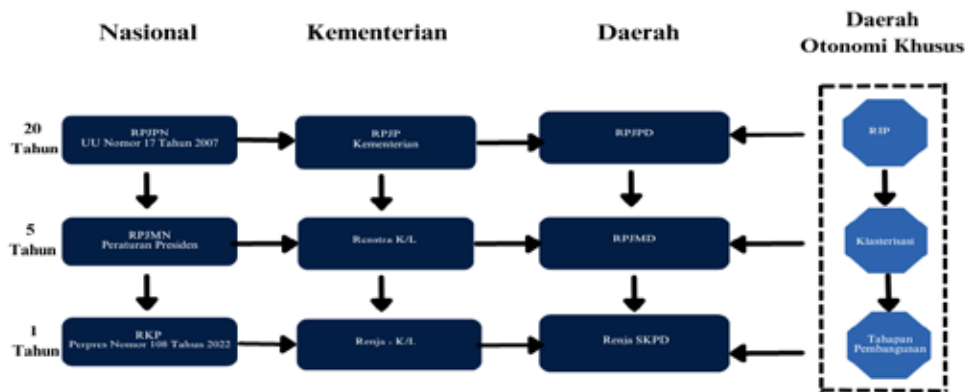 Nasional
Kementerian
Daerah
Daerah
Otonomi Khusus
20
Tahun
RPJPN
UU Nomor 17 Tahun 2007
RPJP
Kementerian
RPJPD
RIP
5
Tahun
RPJMN
Peraturan Presiden
Renstra K/L
RPJMD
Klasterisasi
1
Tahun
RKP
Perpres Nomor 108 Tahun 2022
Renja - K/L
Renja SKPD
Tahapan
Pembangunan